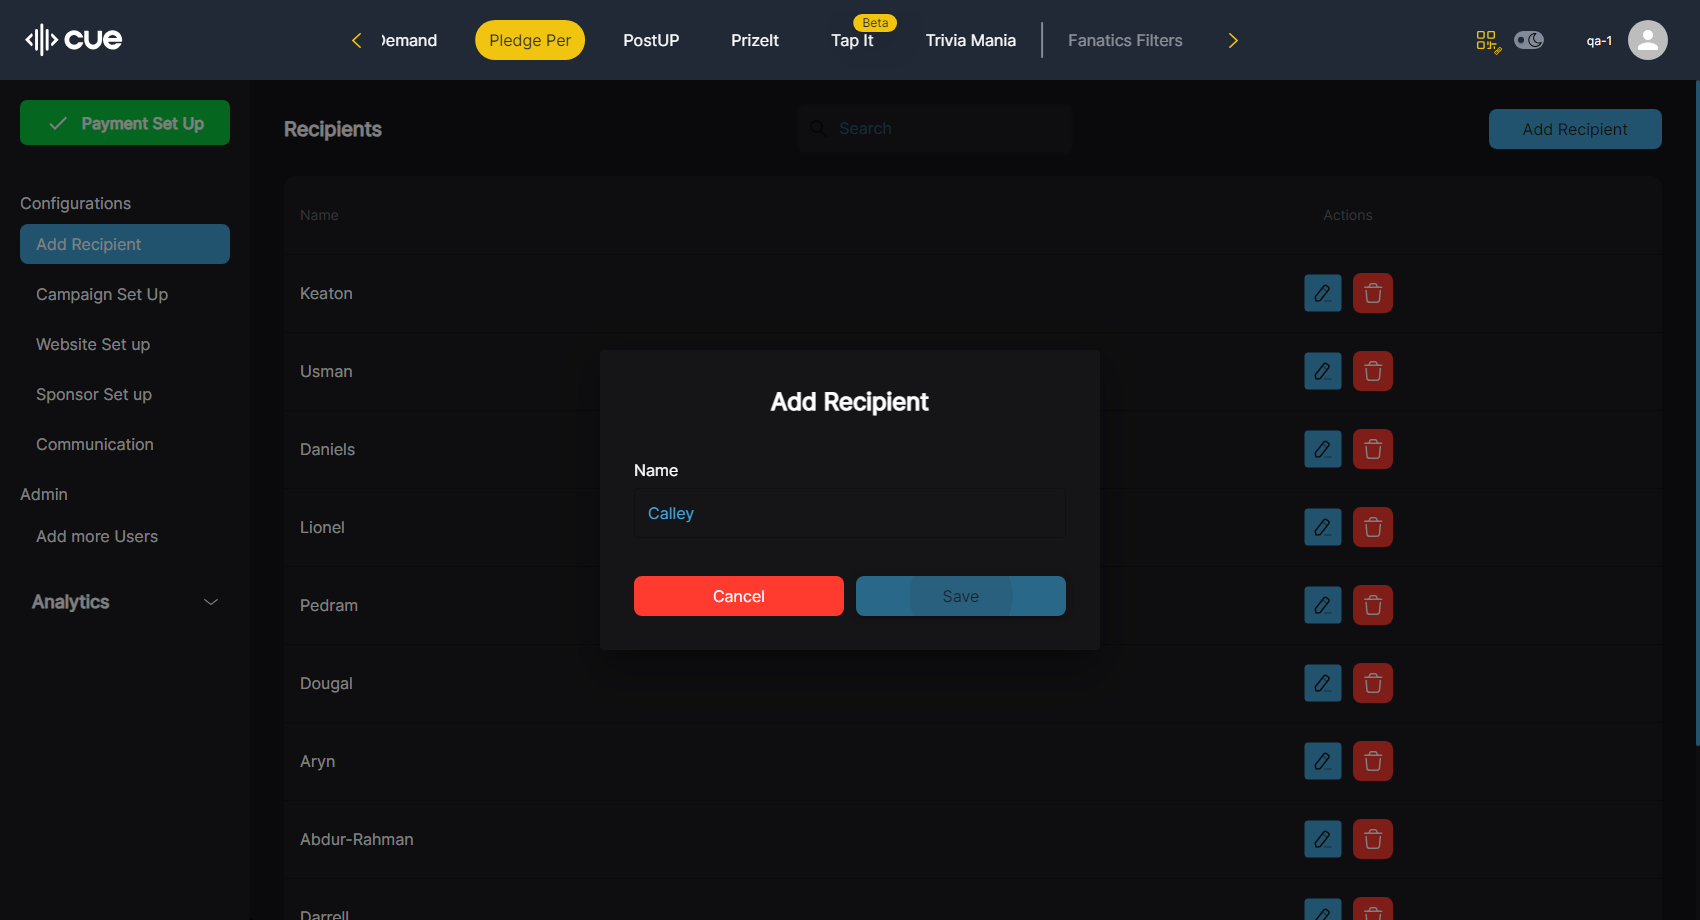 cue
Demand
Pledge Per
PostUP
PrizeIt
Beta
Tap It
Trivia Mania
Fanatics Filters
qa-1
Payment Set Up
Configurations
Add Recipient
Campaign Set Up
Website Set up
Sponsor Set up
Communication
Admin
Add more Users
Analytics
Recipients
Search
Add Recipient
Name
Actions
Keaton
Usman
Daniels
Lionel
Pedram
Dougal
Aryn
Abdur-Rahman
Darrell
Add Recipient
Name
Calley
Cancel
Save